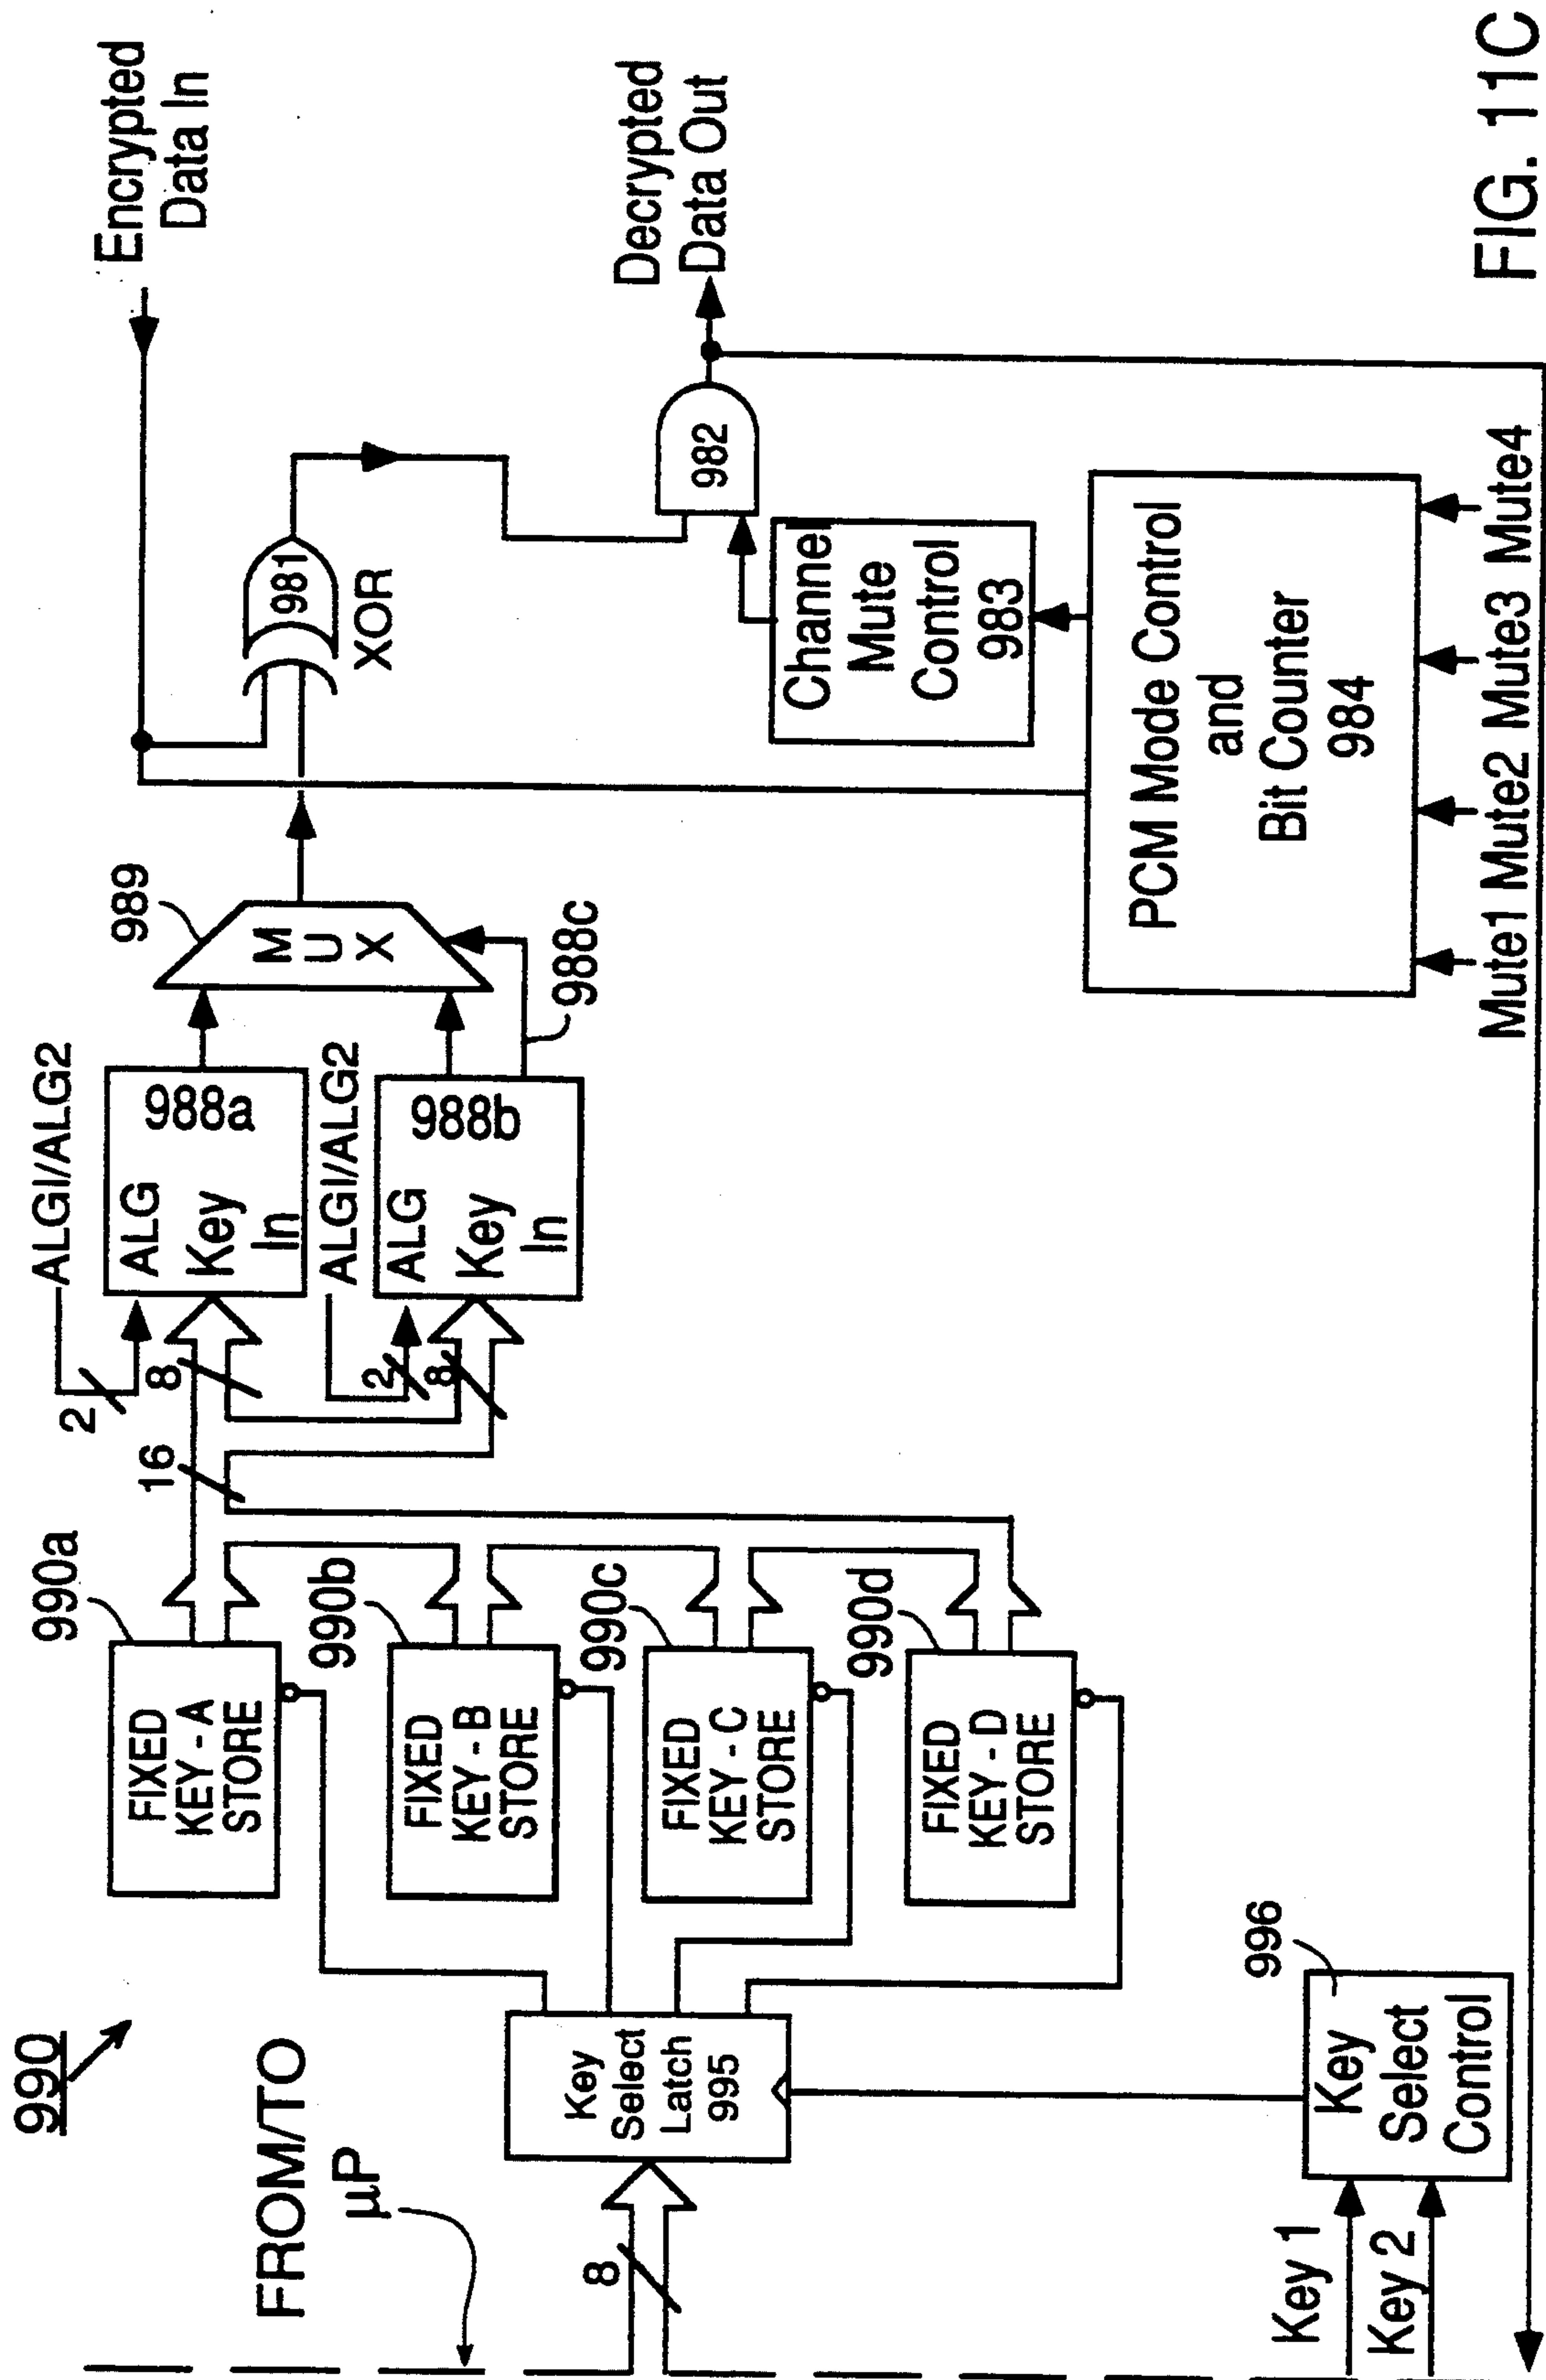 990
FROM/TO
µP
8
Key
Select
Latch
995
Key 1
Key 2
996
Key
Select
Control
990a
FIXED
KEY - A
STORE
990b
FIXED
KEY - B
STORE
990c
FIXED
KEY - C
STORE
990d
FIXED
KEY - D
STORE
16
2
8
ALGI/ALG2
ALG
988a
Key
In
2
8
ALGI/ALG2
ALG
988b
Key
In
988c
989
M
U
X
981
XOR
Encrypted
Data In
982
Decrypted
Data Out
Channel
Mute
Control
983
PCM Mode Control
and
Bit Counter
984
Mute1 Mute2 Mute3 Mute4
FIG. 11C